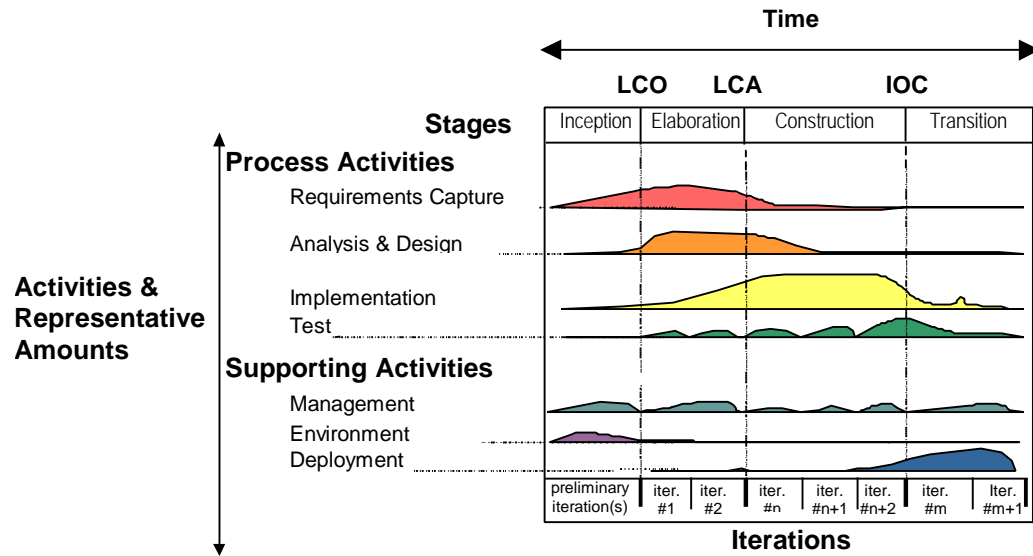 Time
LCO LCA IOC
Stages Inception Elaboration Construction Transition
Process Activities
Requirements Capture
Analysis & Design
Activities &
Representative
Amounts
Implementation
Test
Supporting Activities
Management
Environment
Deployment
preliminary
iteration(s)
iter.
#1
iter.
#2
iter.
#n
iter.
#n+1
iter.
#n+2
iter.
#m
Iter.
#m+1
Iterations